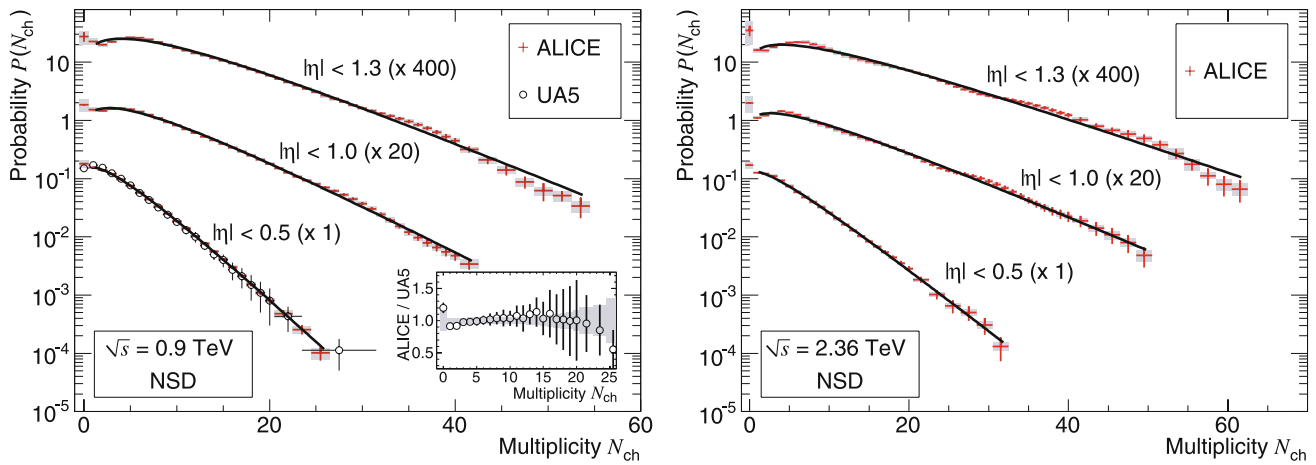 Probability P(N_ch)
10
1
10^-1
10^-2
10^-3
10^-4
10^-5
0
20
40
60
Multiplicity N_ch
ALICE
UA5
|η| < 1.3 (x 400)
|η| < 1.0 (x 20)
|η| < 0.5 (x 1)
√s = 0.9 TeV
NSD
ALICE / UA5
1.5
1.0
0.5
0 5 10 15 20 25
Multiplicity N_ch
Probability P(N_ch)
10
1
10^-1
10^-2
10^-3
10^-4
10^-5
0
20
40
60
Multiplicity N_ch
ALICE
|η| < 1.3 (x 400)
|η| < 1.0 (x 20)
|η| < 0.5 (x 1)
√s = 2.36 TeV
NSD